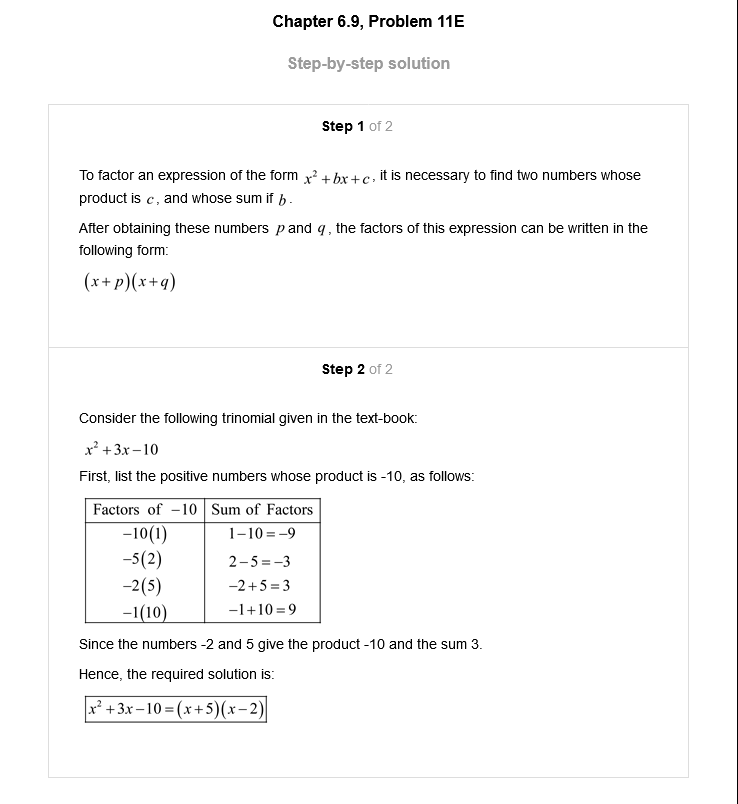 Chapter 6.9, Problem 11E
Step-by-step solution
Step 1 of 2
To factor an expression of the form x² + bx + c, it is necessary to find two numbers whose
product is c, and whose sum if b.
After obtaining these numbers p and q, the factors of this expression can be written in the
following form:
(x + p)(x + q)
Step 2 of 2
Consider the following trinomial given in the text-book:
x² + 3x − 10
First, list the positive numbers whose product is -10, as follows:
Factors of −10 Sum of Factors
−10(1) 1−10 = −9
−5(2) 2−5 = −3
−2(5) −2+5 = 3
−1(10) −1+10 = 9
Since the numbers -2 and 5 give the product -10 and the sum 3.
Hence, the required solution is:
x² + 3x − 10 = (x + 5)(x − 2)